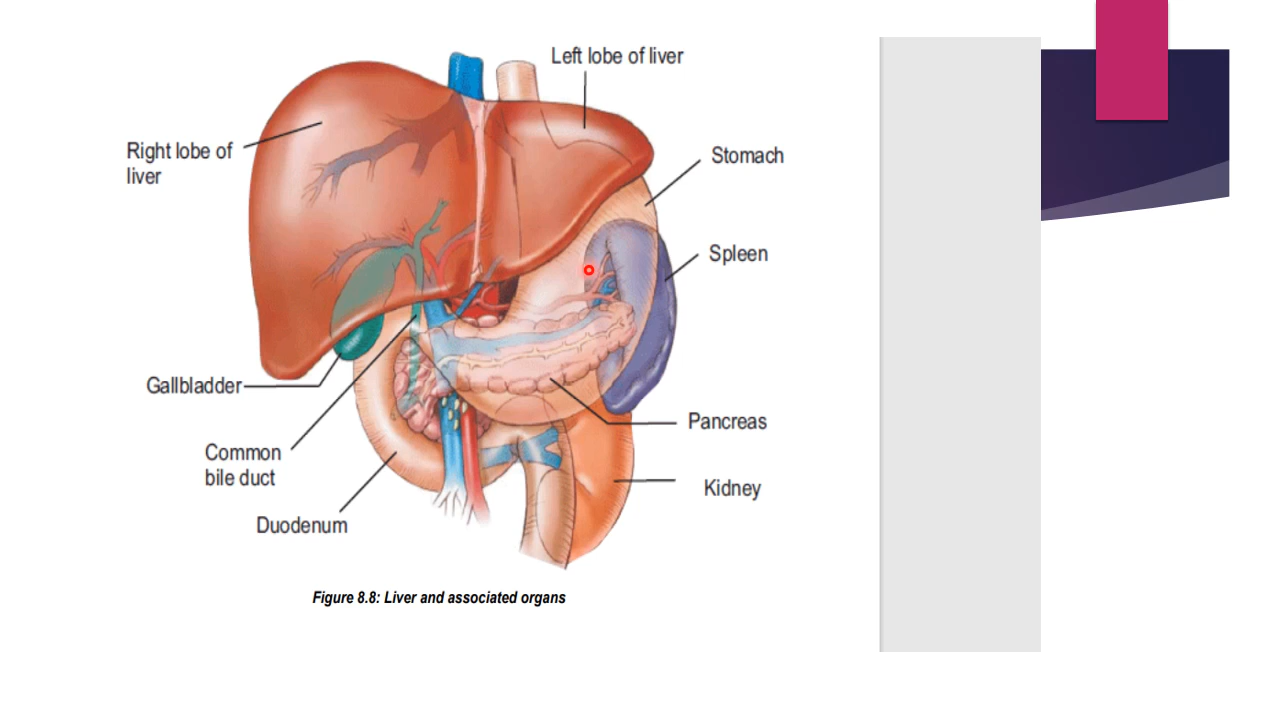 Left lobe of liver
Right lobe of
liver
Stomach
Spleen
Gallbladder
Pancreas
Common
bile duct
Kidney
Duodenum
Figure 8.8: Liver and associated organs